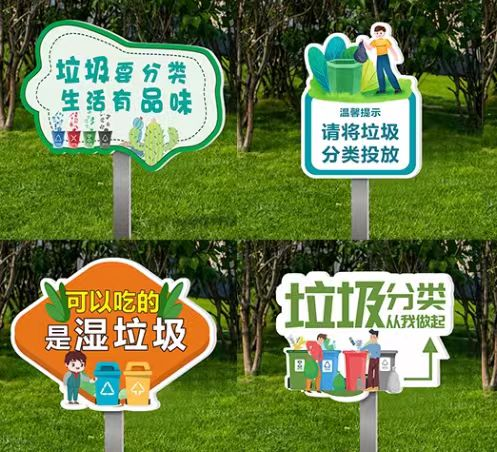 垃圾要分类
生活有品味
温馨提示
请将垃圾
分类投放
可以吃的
是湿垃圾
垃圾分类
从我做起